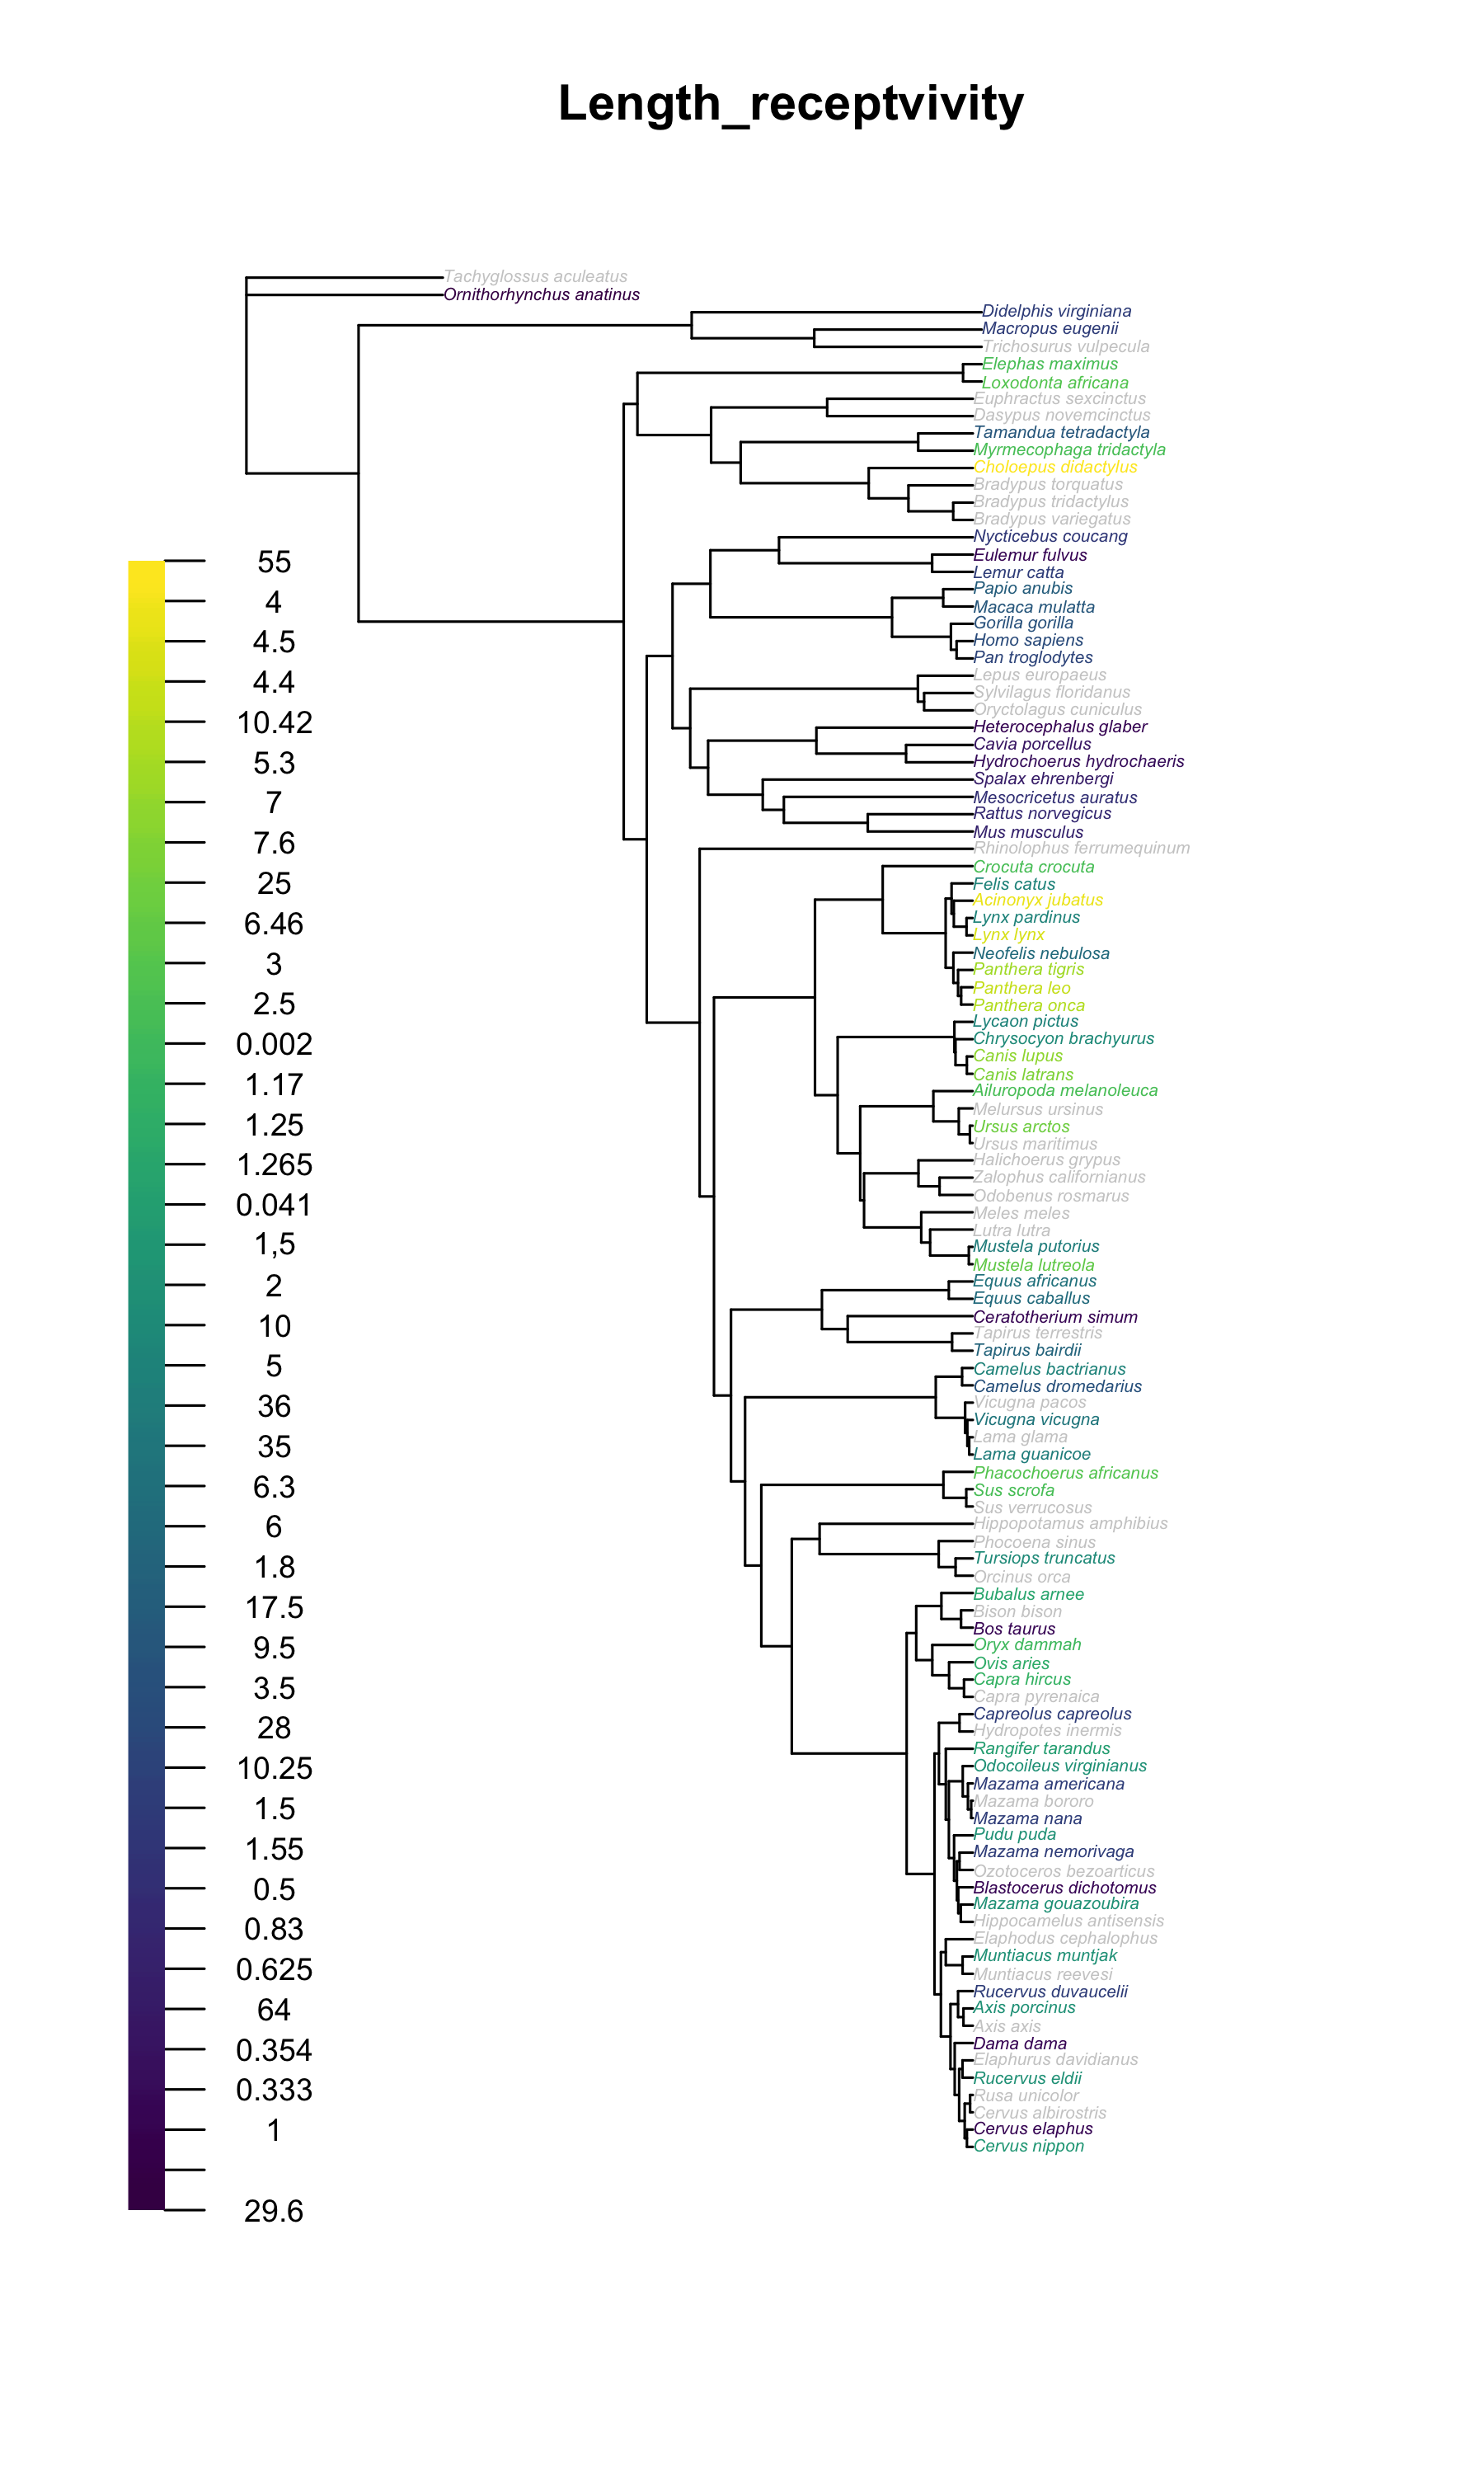 Length_receptvivity
Tachyglossus aculeatus
Ornithorhynchus anatinus
Didelphis virginiana
Macropus eugenii
Trichosurus vulpecula
Elephas maximus
Loxodonta africana
Euphractus sexcinctus
Dasypus novemcinctus
Tamandua tetradactyla
Myrmecophaga tridactyla
Choloepus didactylus
Bradypus torquatus
Bradypus tridactylus
Bradypus variegatus
Nycticebus coucang
Eulemur fulvus
Lemur catta
Papio anubis
Macaca mulatta
Gorilla gorilla
Homo sapiens
Pan troglodytes
Lepus europaeus
Sylvilagus floridanus
Oryctolagus cuniculus
Heterocephalus glaber
Cavia porcellus
Hydrochoerus hydrochaeris
Spalax ehrenbergi
Mesocricetus auratus
Rattus norvegicus
Mus musculus
Rhinolophus ferrumequinum
Crocuta crocuta
Felis catus
Acinonyx jubatus
Lynx pardinus
Lynx lynx
Neofelis nebulosa
Panthera tigris
Panthera leo
Panthera onca
Lycaon pictus
Chrysocyon brachyurus
Canis lupus
Canis latrans
Ailuropoda melanoleuca
Melursus ursinus
Ursus arctos
Ursus maritimus
Halichoerus grypus
Zalophus californianus
Odobenus rosmarus
Meles meles
Lutra lutra
Mustela putorius
Mustela lutreola
Equus africanus
Equus caballus
Ceratotherium simum
Tapirus terrestris
Tapirus bairdii
Camelus bactrianus
Camelus dromedarius
Vicugna pacos
Vicugna vicugna
Lama glama
Lama guanicoe
Phacochoerus africanus
Sus scrofa
Sus verrucosus
Hippopotamus amphibius
Phocoena sinus
Tursiops truncatus
Orcinus orca
Bubalus arnee
Bison bison
Bos taurus
Oryx dammah
Ovis aries
Capra hircus
Capra pyrenaica
Capreolus capreolus
Hydropotes inermis
Rangifer tarandus
Odocoileus virginianus
Mazama americana
Mazama bororo
Mazama nana
Pudu puda
Mazama nemorivaga
Ozotoceros bezoarticus
Blastocerus dichotomus
Mazama gouazoubira
Hippocamelus antisensis
Elaphodus cephalophus
Muntiacus muntjak
Muntiacus reevesi
Rucervus duvaucelii
Axis porcinus
Axis axis
Dama dama
Elaphurus davidianus
Rucervus eldii
Rusa unicolor
Cervus albirostris
Cervus elaphus
Cervus nippon
55
4
4.5
4.4
10.42
5.3
7
7.6
25
6.46
3
2.5
0.002
1.17
1.25
1.265
0.041
1,5
2
10
5
36
35
6.3
6
1.8
17.5
9.5
3.5
28
10.25
1.5
1.55
0.5
0.83
0.625
64
0.354
0.333
1
29.6